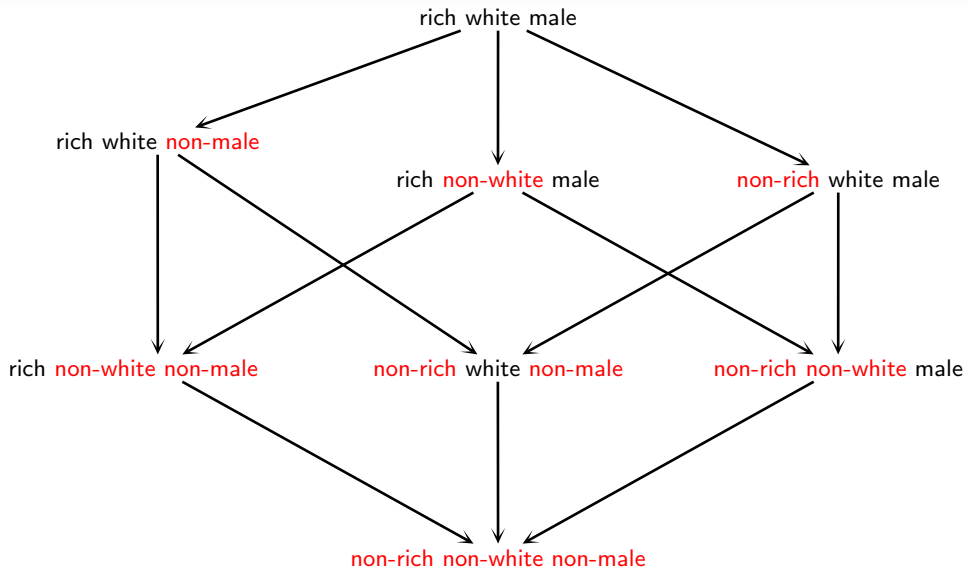 rich white male
rich white non-male
rich non-white male
non-rich white male
rich non-white non-male
non-rich white non-male
non-rich non-white male
non-rich non-white non-male